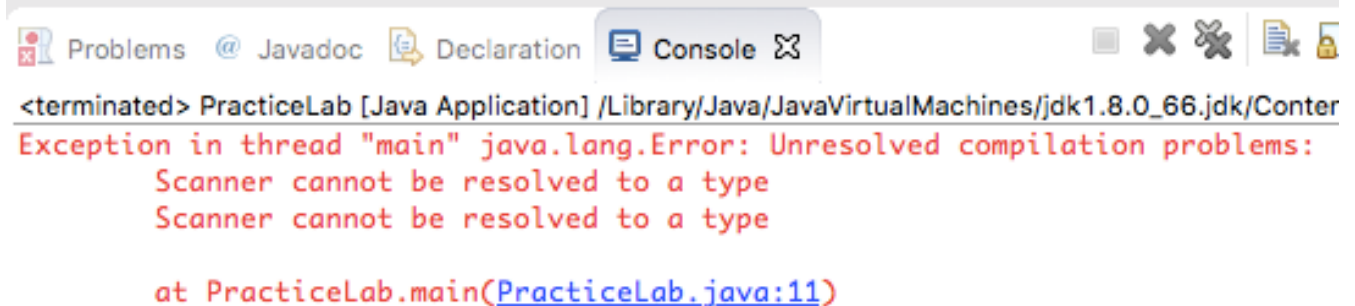 Problems @ Javadoc Declaration Console
<terminated> PracticeLab [Java Application] /Library/Java/JavaVirtualMachines/jdk1.8.0_66.jdk/Conten
Exception in thread "main" java.lang.Error: Unresolved compilation problems:
Scanner cannot be resolved to a type
Scanner cannot be resolved to a type
at PracticeLab.main(PracticeLab.java:11)